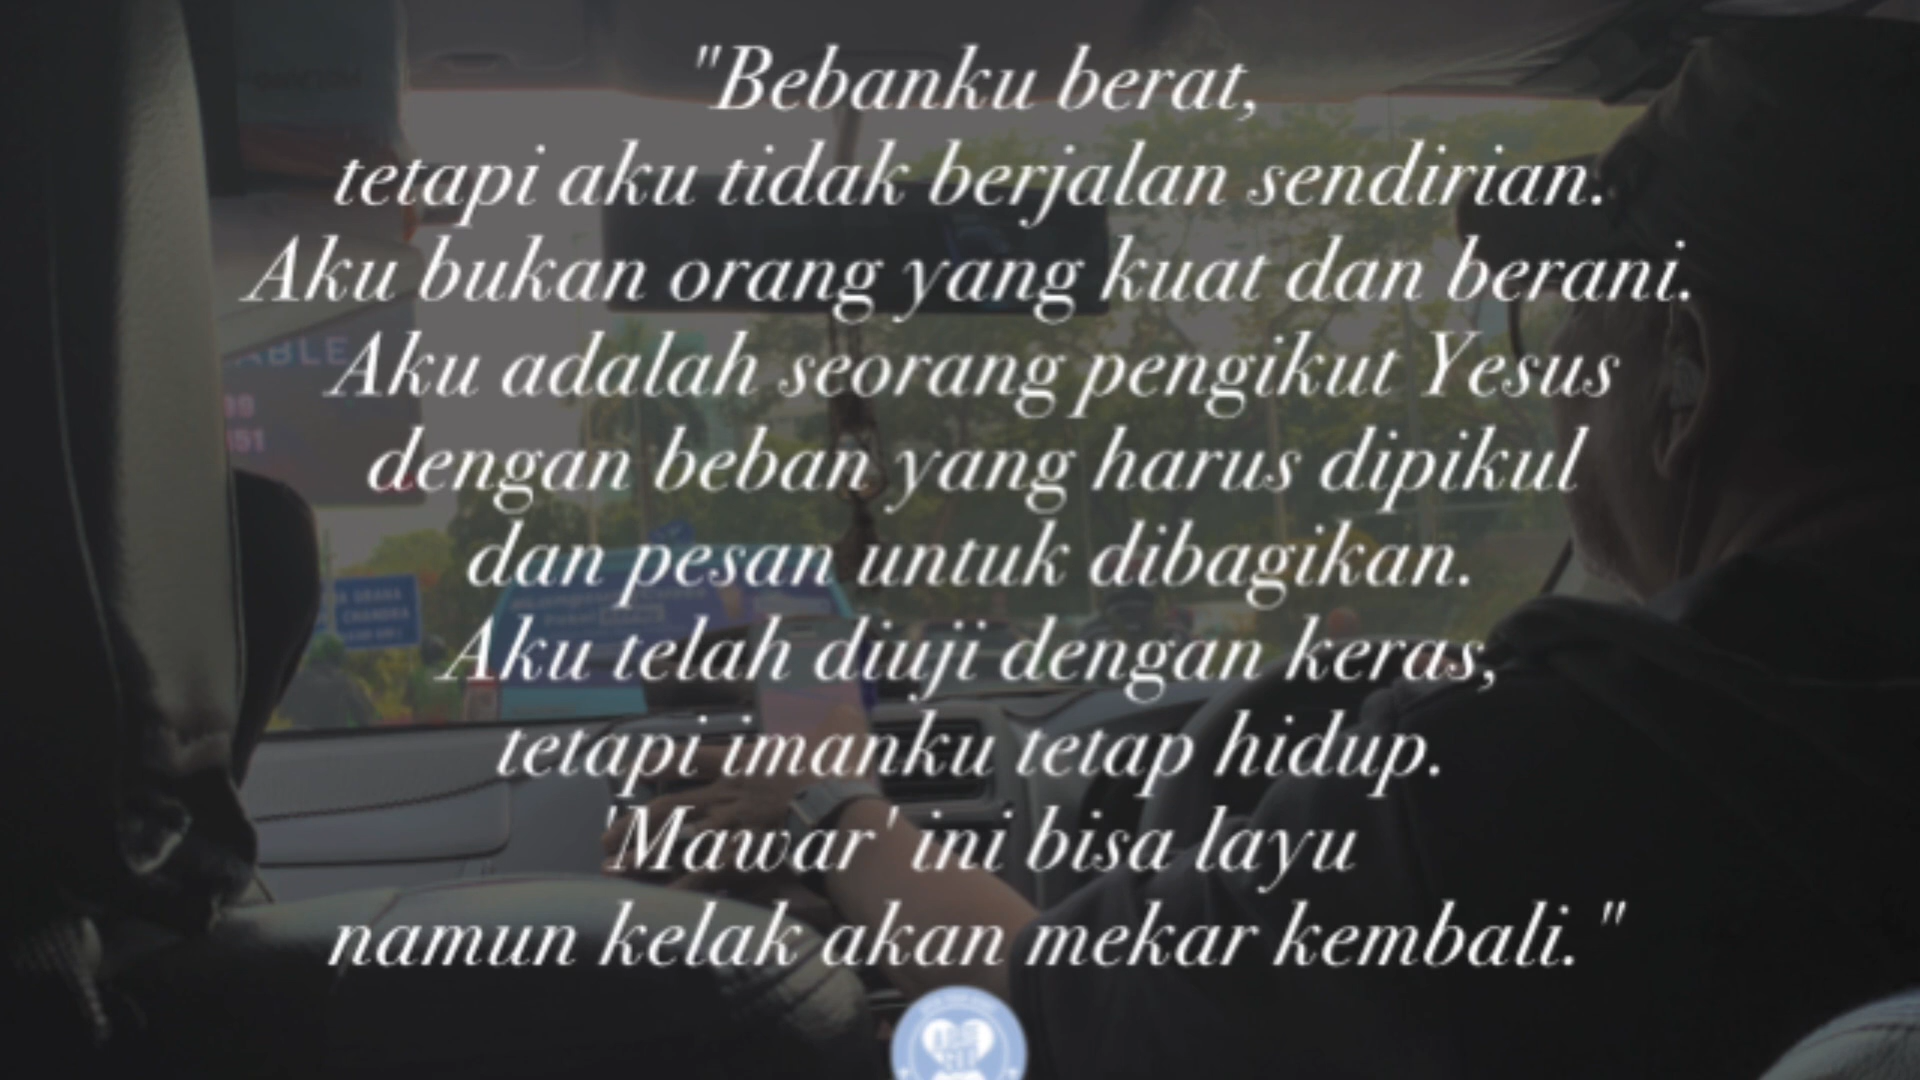 "Bebanku berat,
tetapi aku tidak berjalan sendirian.
Aku bukan orang yang kuat dan berani.
Aku adalah seorang pengikut Yesus
dengan beban yang harus dipikul
dan pesan untuk dibagikan.
Aku telah diuji dengan keras,
tetapi imanku tetap hidup.
'Mawar' ini bisa layu
namun kelak akan mekar kembali."
ABLE
CHANDRA